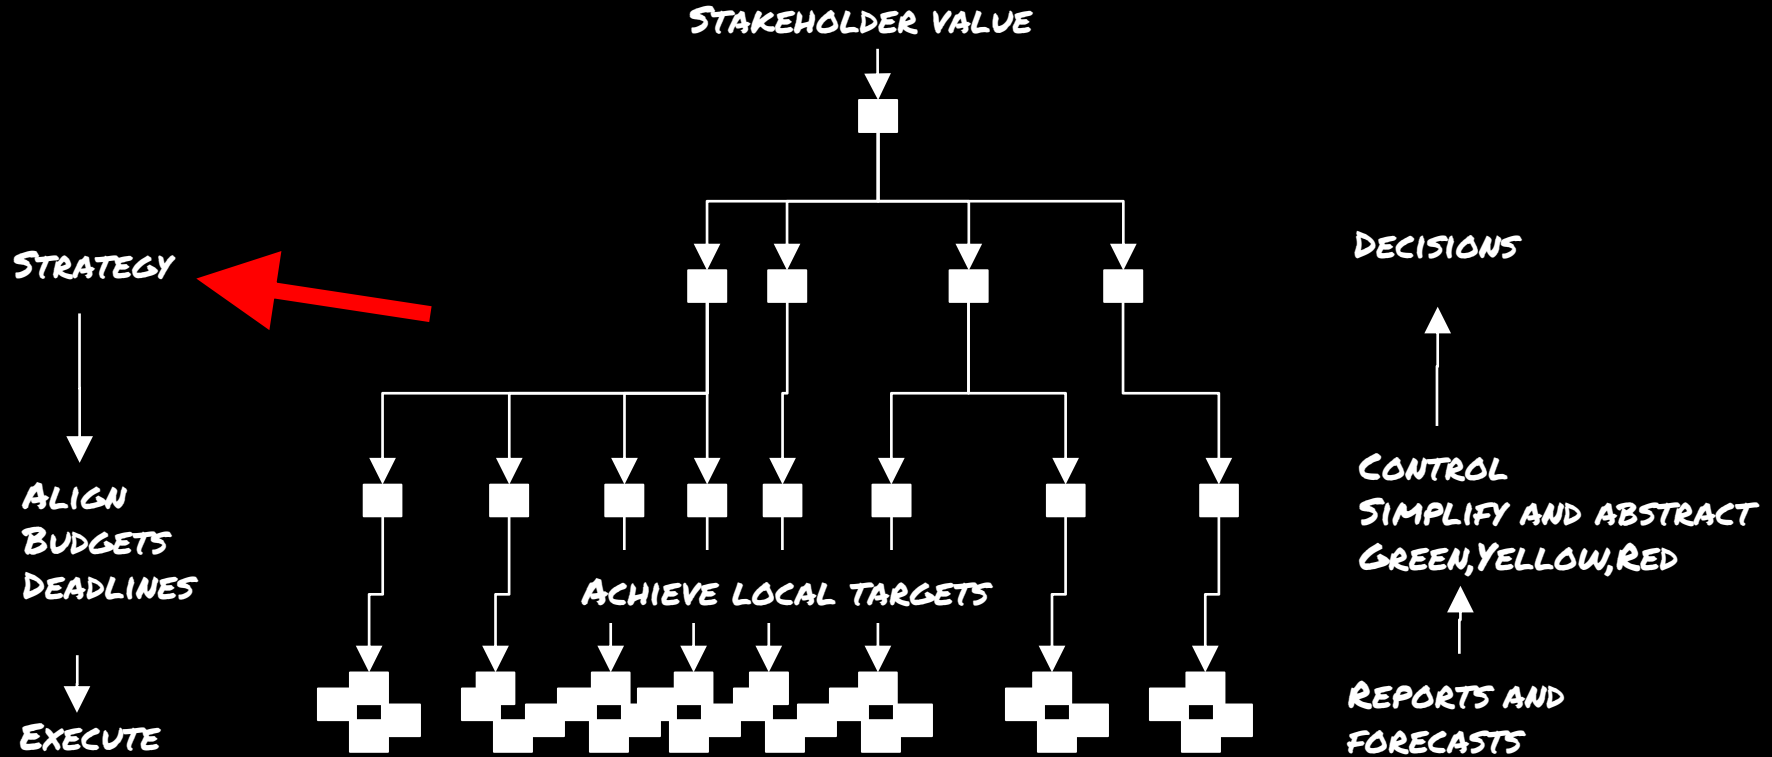 Stakeholder value
Strategy
Decisions
Align
Budgets
Deadlines
Control
Simplify and abstract
Green,Yellow,Red
Achieve local targets
Execute
Reports and
forecasts